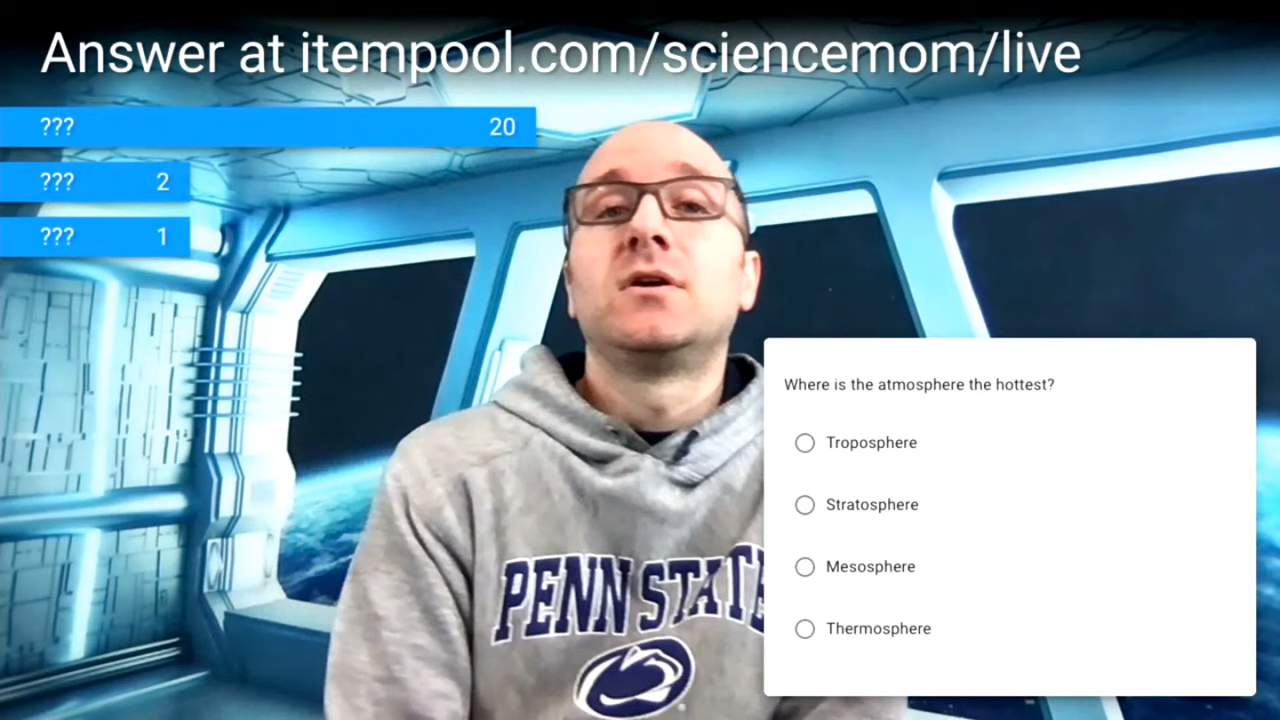 Answer at itempool.com/sciencemom/live
??? 20
??? 2
??? 1
Where is the atmosphere the hottest?
Troposphere
Stratosphere
Mesosphere
Thermosphere
PENN STATE